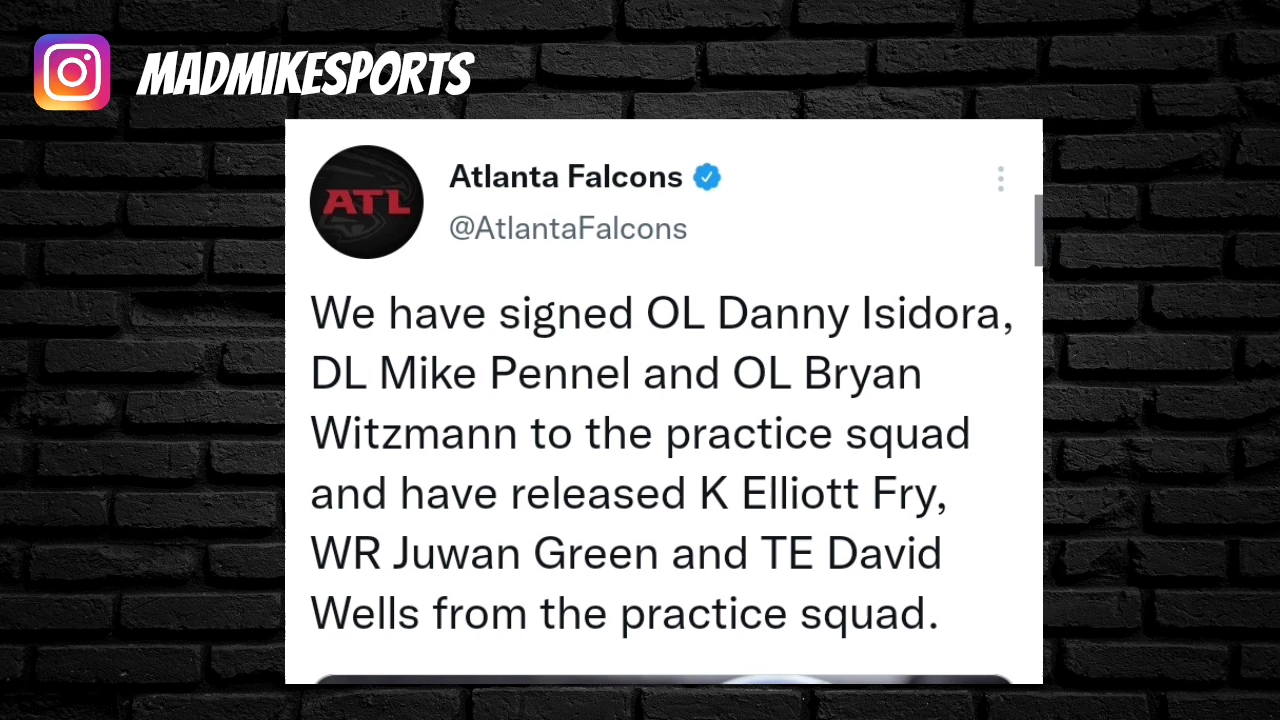 MADMIKESPORTS
ATL
Atlanta Falcons
@AtlantaFalcons
We have signed OL Danny Isidora,
DL Mike Pennel and OL Bryan
Witzmann to the practice squad
and have released K Elliott Fry,
WR Juwan Green and TE David
Wells from the practice squad.